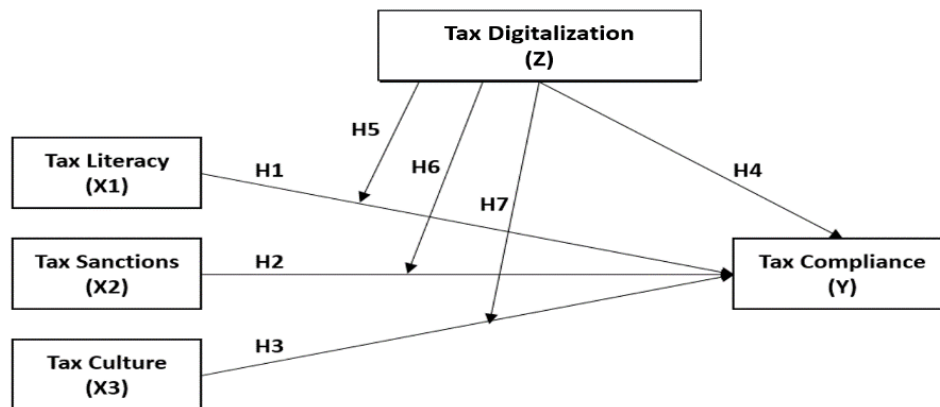 Tax Digitalization
(Z)
H5
H6
H4
H7
Tax Literacy
(X1)
H1
Tax Sanctions
(X2)
H2
Tax Compliance
(Y)
Tax Culture
(X3)
H3